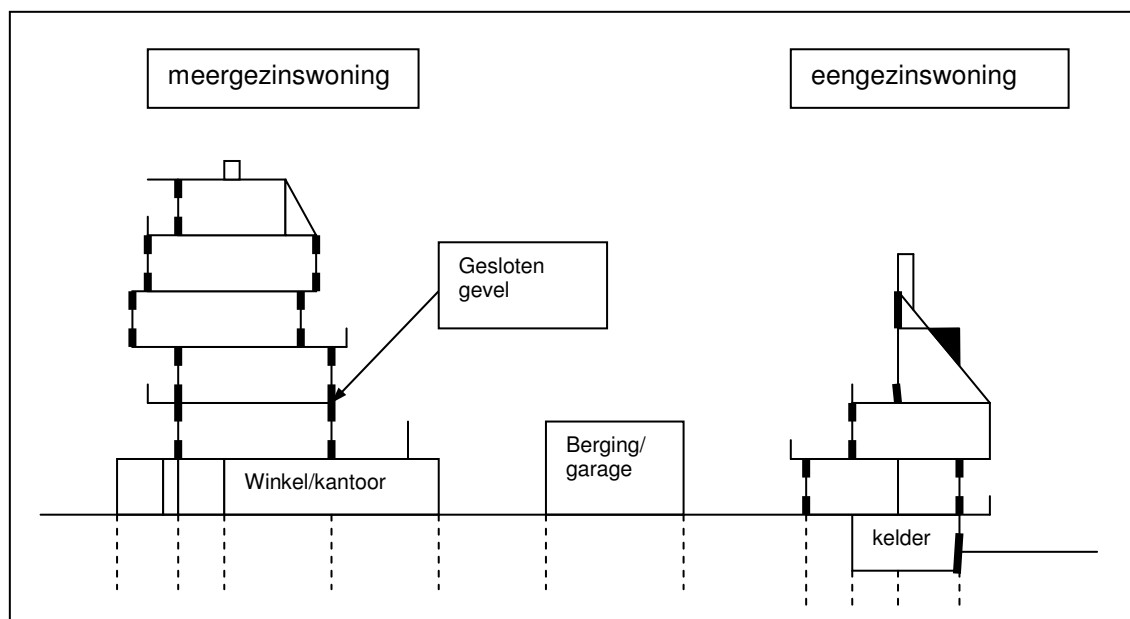 meergezinswoning
eengezinswoning
Gesloten
gevel
Berging/
garage
Winkel/kantoor
kelder